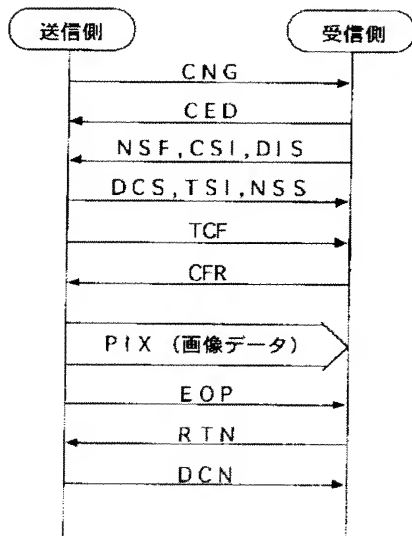 送信側
受信側
CNG
CED
NSF,CSI,DIS
DCS,TSI,NSS
TCF
CFR
PIX (画像データ)
EOP
RTN
DCN